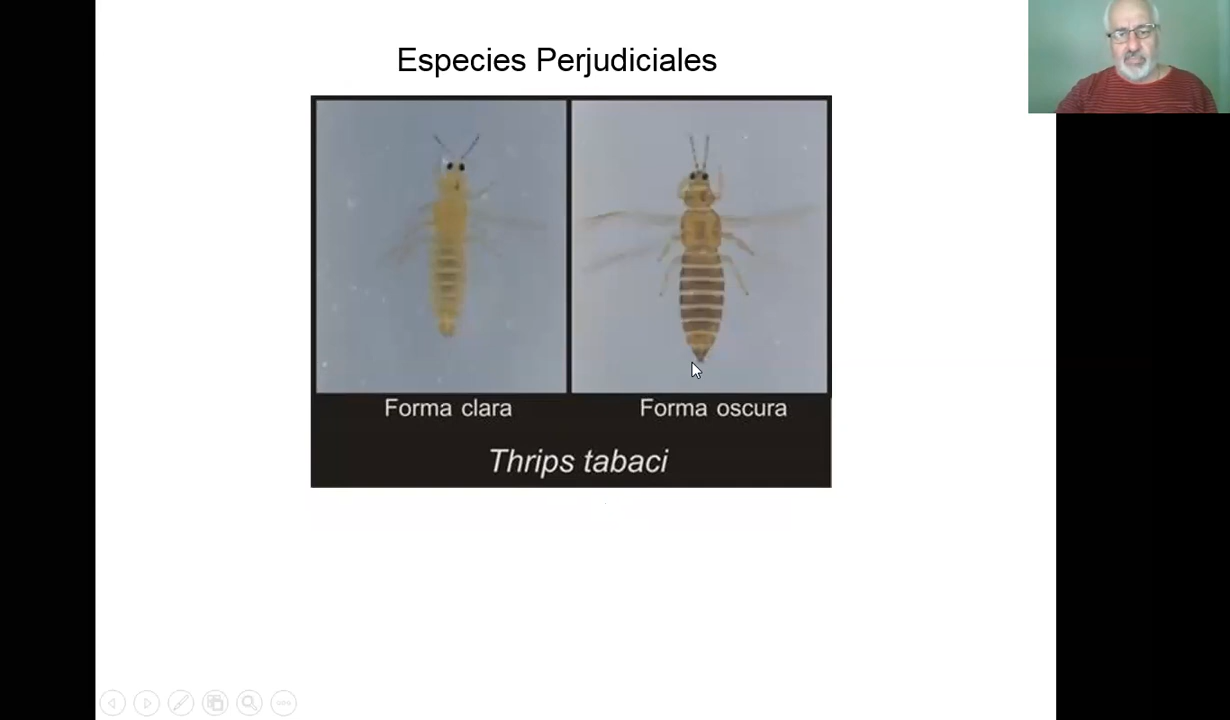 Especies Perjudiciales
Forma clara
Forma oscura
Thrips tabaci